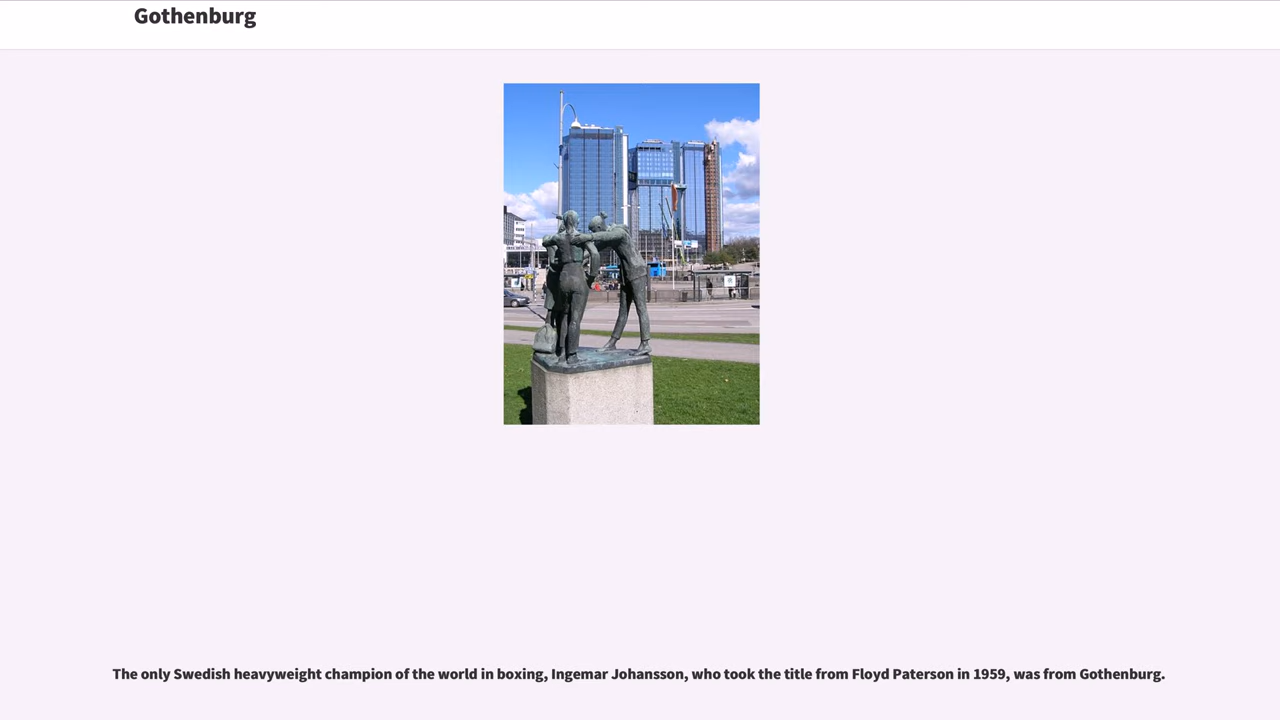 Gothenburg
The only Swedish heavyweight champion of the world in boxing, Ingemar Johansson, who took the title from Floyd Paterson in 1959, was from Gothenburg.